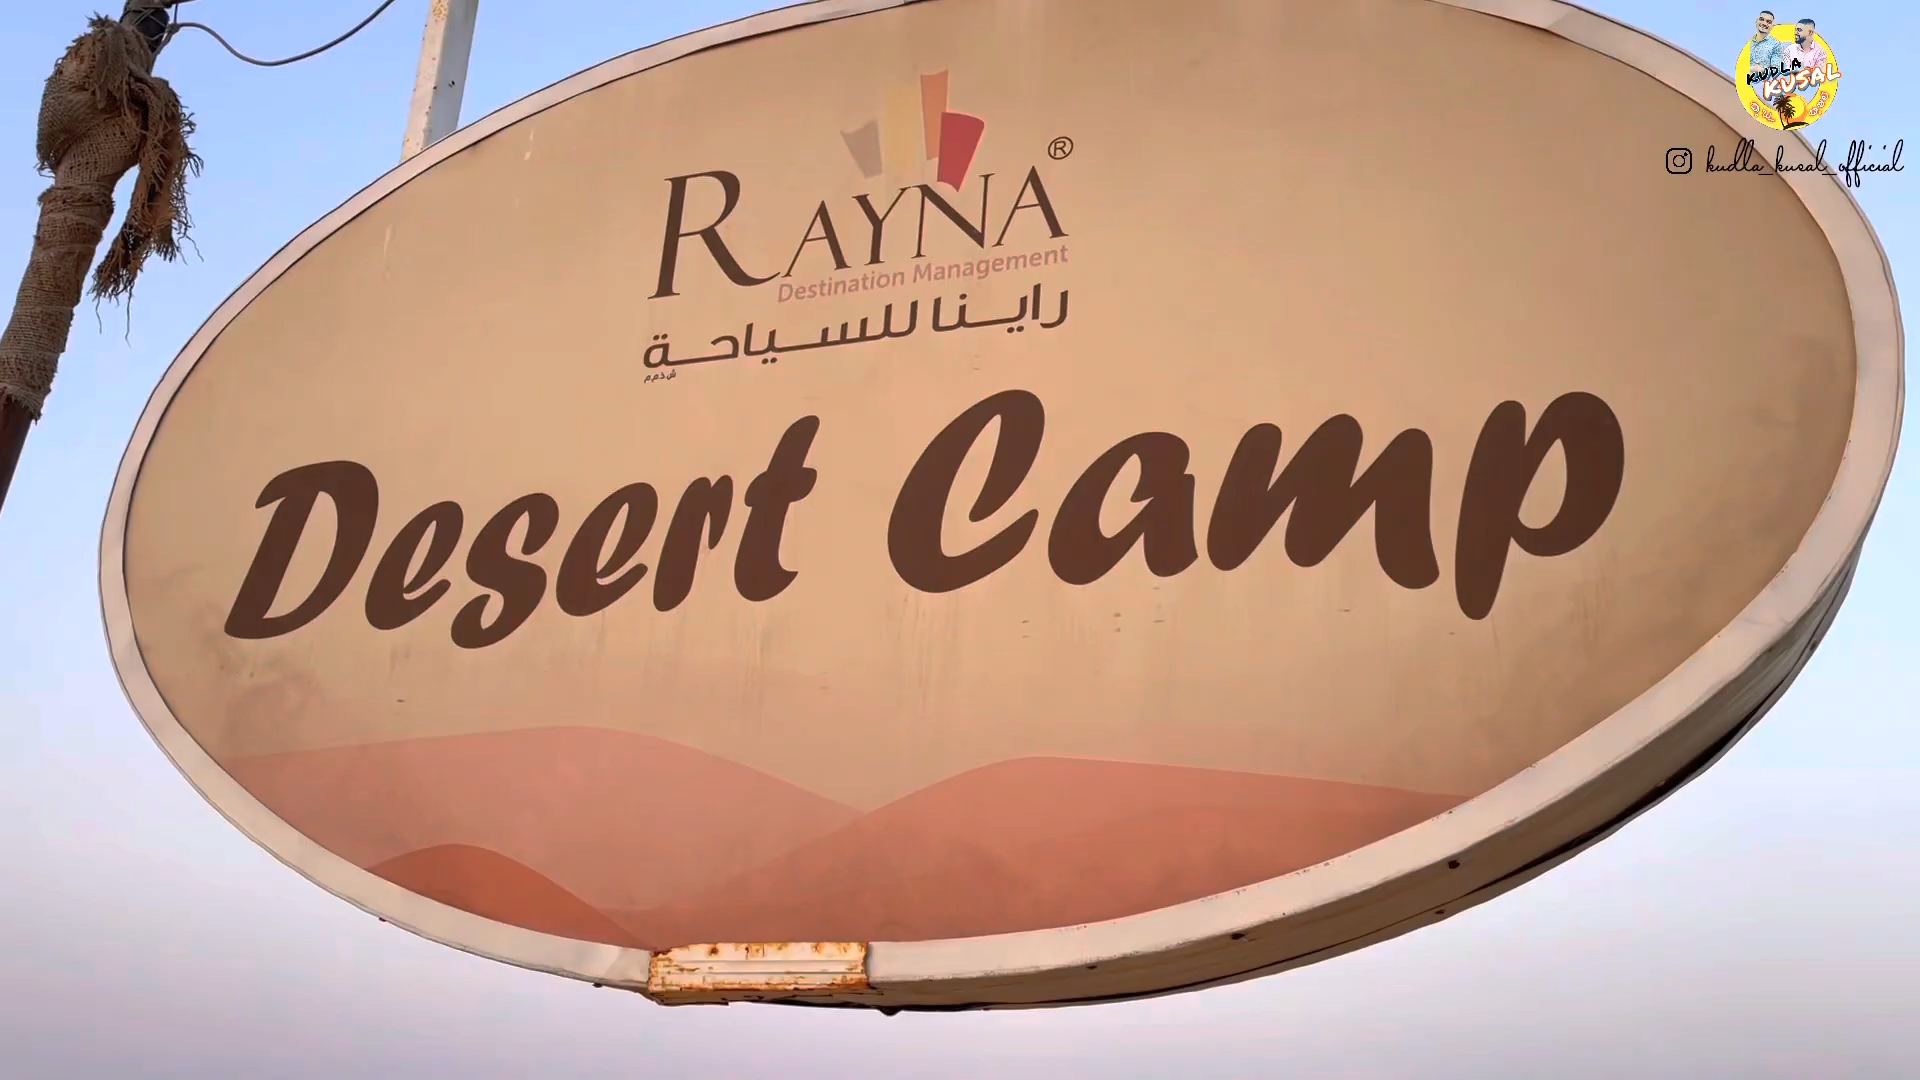 RAYNA®
Destination Management
راينا للسياحة
ش.ذ.م.م
Desert Camp
KUDLA
KUSAL
kudla_kusal_official